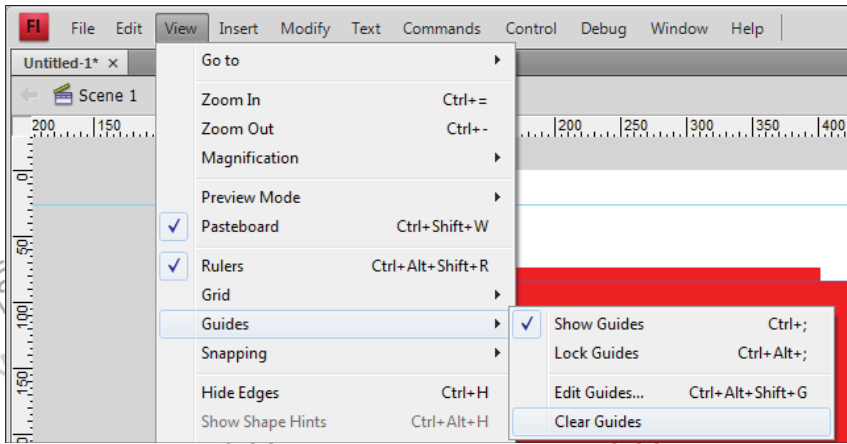 Fl File Edit View Insert Modify Text Commands Control Debug Window Help
Untitled-1* ×
Scene 1
200 150 200 250 300 350 400
Go to
Zoom In Ctrl+=
Zoom Out Ctrl+-
Magnification
Preview Mode
Pasteboard Ctrl+Shift+W
Rulers Ctrl+Alt+Shift+R
Grid
Guides
Snapping
Hide Edges Ctrl+H
Show Shape Hints Ctrl+Alt+H
Show Guides Ctrl+;
Lock Guides Ctrl+Alt+;
Edit Guides... Ctrl+Alt+Shift+G
Clear Guides
0
50
100
150